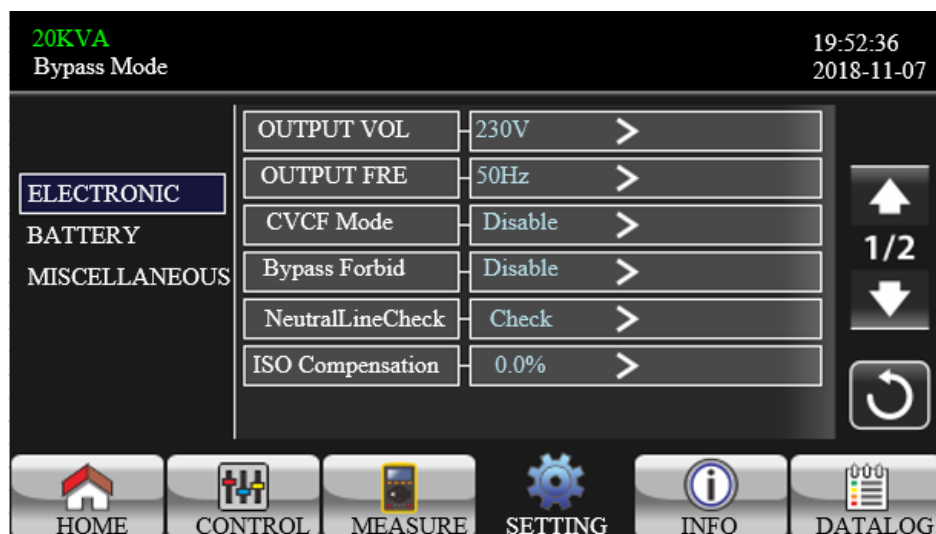 20KVA
Bypass Mode
19:52:36
2018-11-07
ELECTRONIC
BATTERY
MISCELLANEOUS
OUTPUT VOL 230V >
OUTPUT FRE 50Hz >
CVCF Mode Disable >
Bypass Forbid Disable >
NeutralLineCheck Check >
ISO Compensation 0.0% >
1/2
HOME CONTROL MEASURE SETTING INFO DATALOG